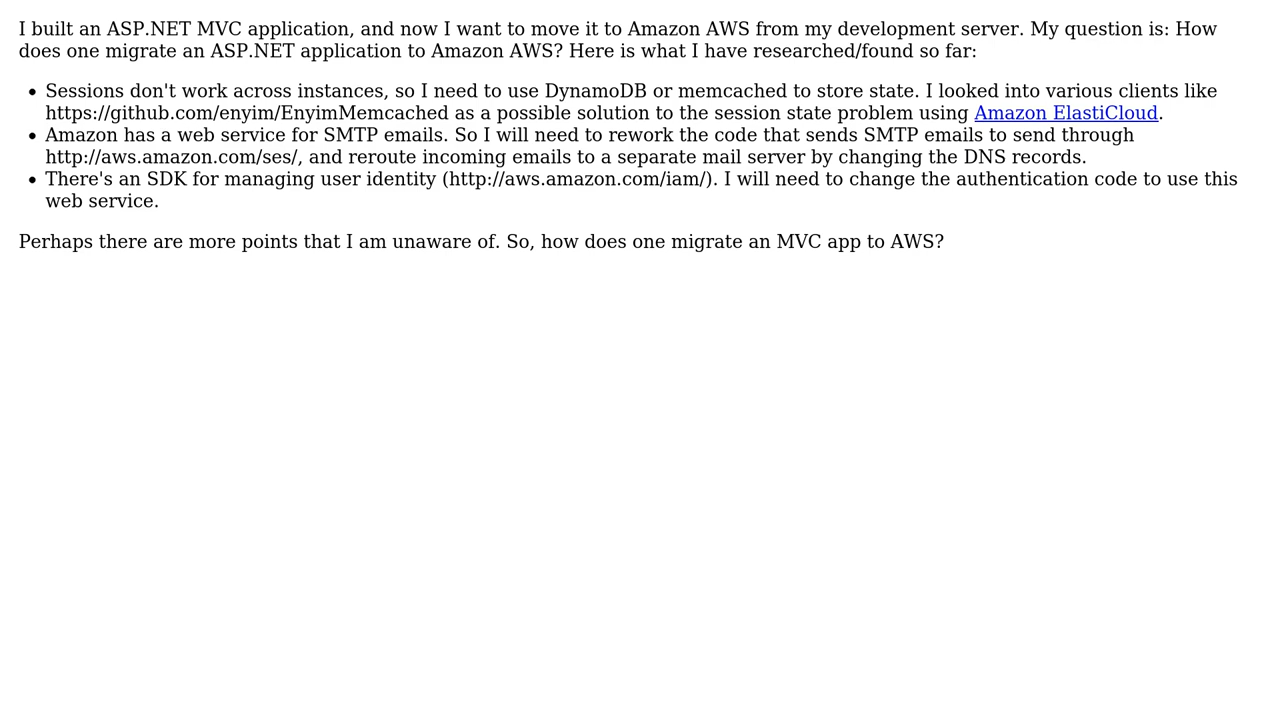 I built an ASP.NET MVC application, and now I want to move it to Amazon AWS from my development server. My question is: How
does one migrate an ASP.NET application to Amazon AWS? Here is what I have researched/found so far:
• Sessions don't work across instances, so I need to use DynamoDB or memcached to store state. I looked into various clients like
https://github.com/enyim/EnyimMemcached as a possible solution to the session state problem using Amazon ElastiCloud.
• Amazon has a web service for SMTP emails. So I will need to rework the code that sends SMTP emails to send through
http://aws.amazon.com/ses/, and reroute incoming emails to a separate mail server by changing the DNS records.
• There's an SDK for managing user identity (http://aws.amazon.com/iam/). I will need to change the authentication code to use this
web service.
Perhaps there are more points that I am unaware of. So, how does one migrate an MVC app to AWS?